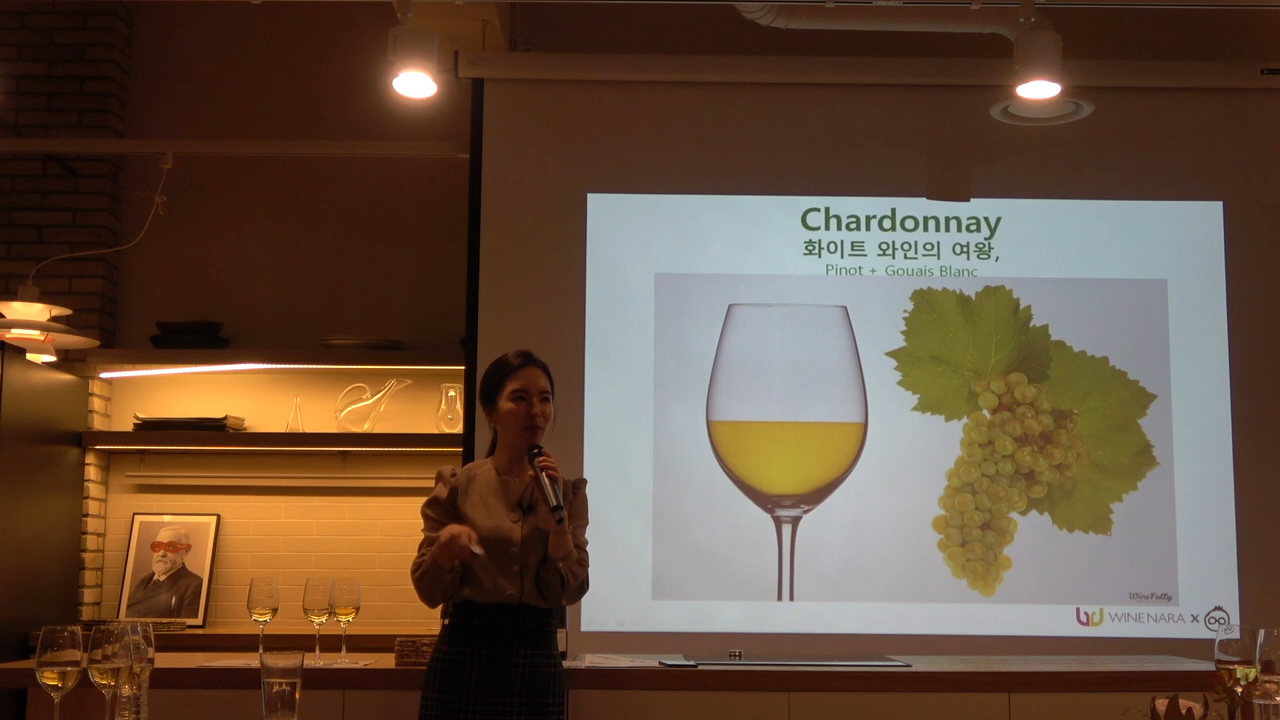 Chardonnay
화이트 와인의 여왕,
Pinot + Gouais Blanc
Wine Folly
WINENARA X